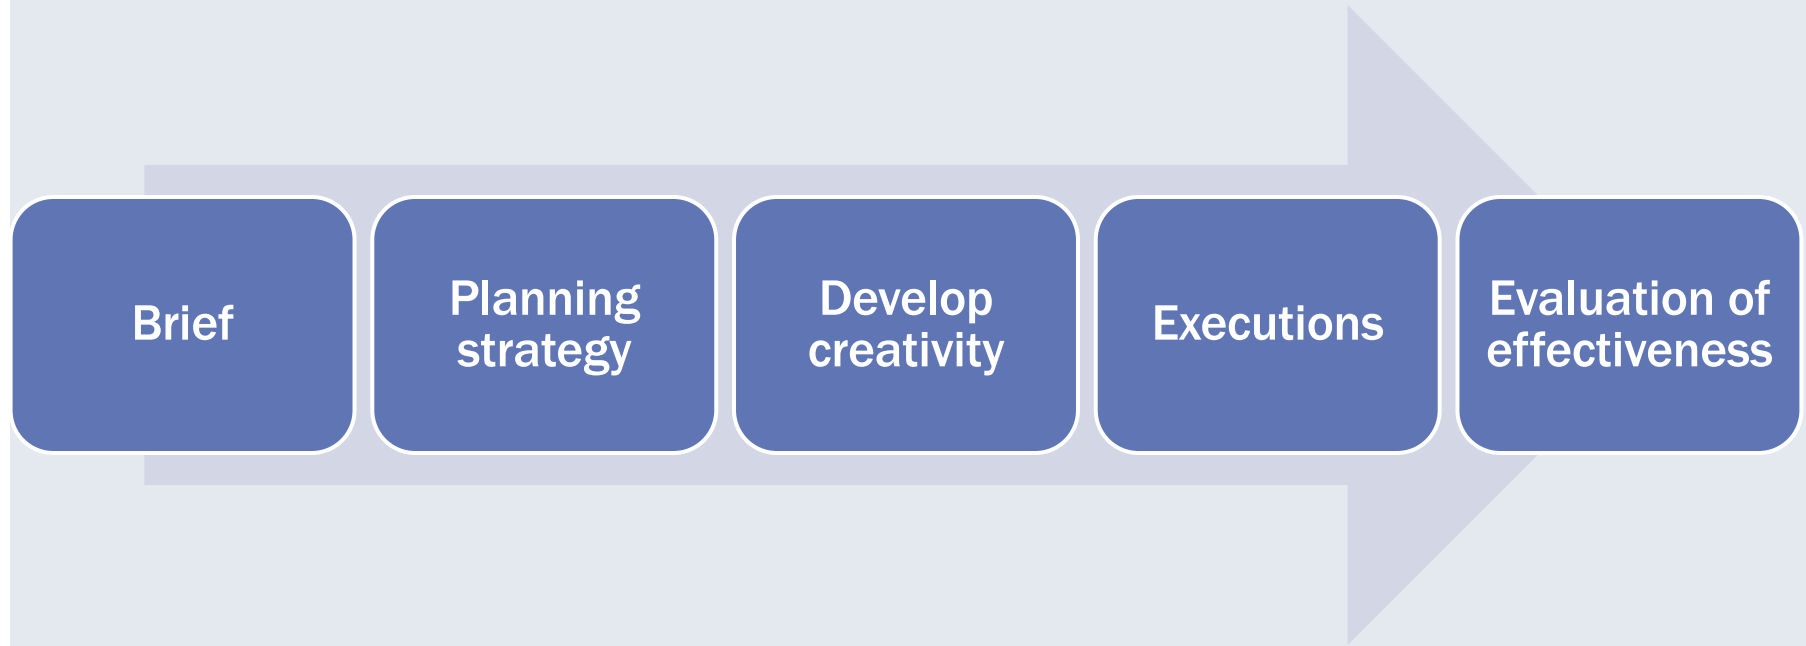 Brief
Planning
strategy
Develop
creativity
Executions
Evaluation of
effectiveness